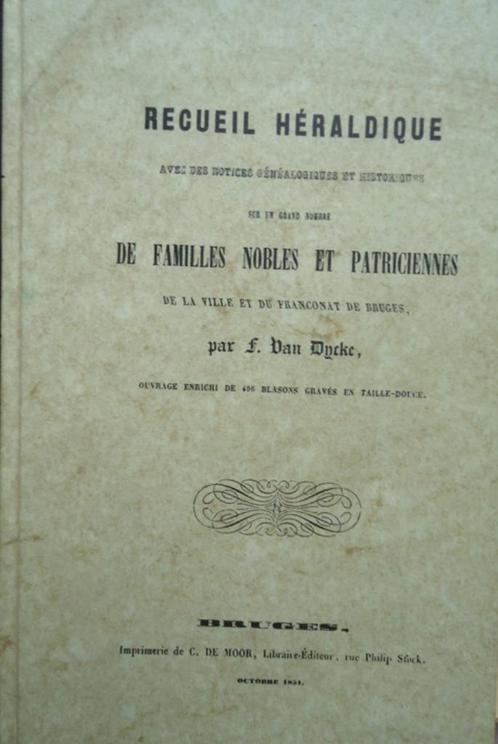 RECUEIL HÉRALDIQUE
AVEC DES NOTICES GÉNÉALOGIQUES ET HISTORIQUES
SUR UN GRAND NOMBRE
DE FAMILLES NOBLES ET PATRICIENNES
DE LA VILLE ET DU FRANCONAT DE BRUGES,
par F. Van Dycke,
OUVRAGE ENRICHI DE 496 BLASONS GRAVÉS EN TAILLE-DOUCE.
BRUGES,
Imprimerie de C. DE MOOR, Libraire-Éditeur, rue Philip Stock.
OCTOBRE 1851.